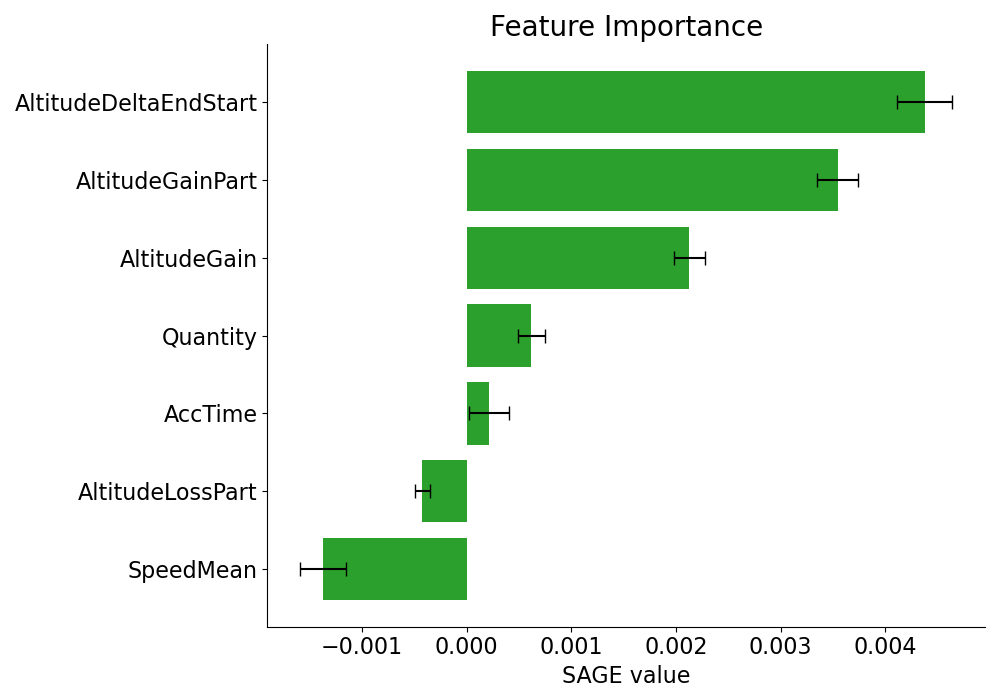 Feature Importance
AltitudeDeltaEndStart
AltitudeGainPart
AltitudeGain
Quantity
AccTime
AltitudeLossPart
SpeedMean
−0.001 0.000 0.001 0.002 0.003 0.004
SAGE value